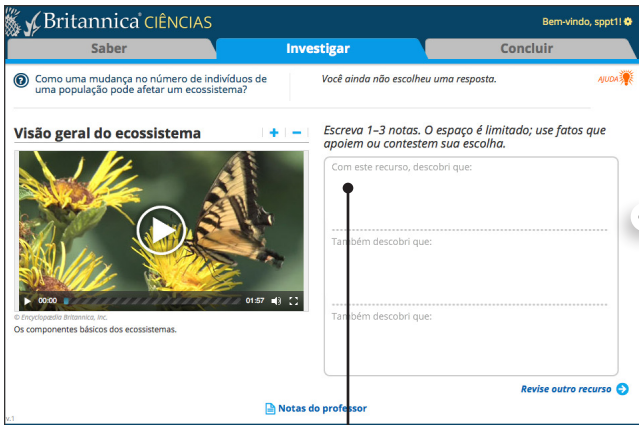 Britannica® CIÊNCIAS
Bem-vindo, sppt1!
Saber
Investigar
Concluir
Como uma mudança no número de indivíduos de
uma população pode afetar um ecossistema?
Você ainda não escolheu uma resposta.
AJUDA
Visão geral do ecossistema
+ −
Escreva 1–3 notas. O espaço é limitado; use fatos que
apoiem ou contestem sua escolha.
Com este recurso, descobri que:
Também descobri que:
Também descobri que:
00:00
01:57
© Encyclopædia Britannica, Inc.
Os componentes básicos dos ecossistemas.
Revise outro recurso
Notas do professor
v.1